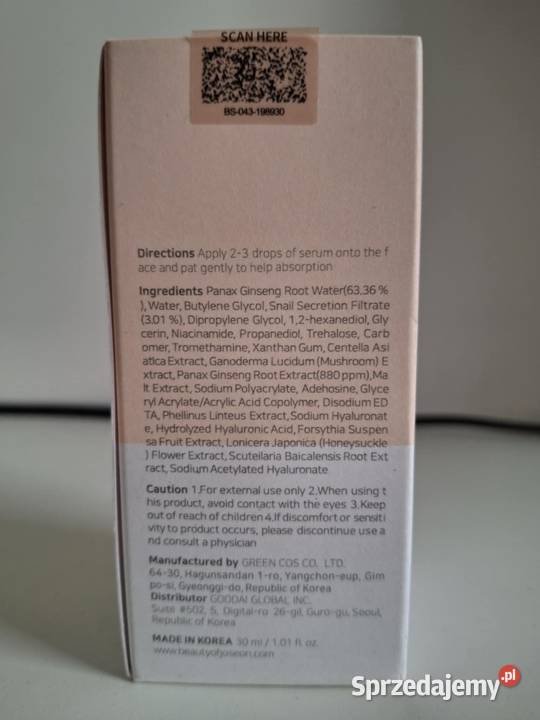 SCAN HERE
BS-043-198930
Directions Apply 2-3 drops of serum onto the f
ace and pat gently to help absorption
Ingredients Panax Ginseng Root Water(63.36 %
), Water, Butylene Glycol, Snail Secretion Filtrate
(3.01 %), Dipropylene Glycol, 1,2-hexanediol, Gly
cerin, Niacinamide, Propanediol, Trehalose, Carb
omer, Tromethamine, Xanthan Gum, Centella Asi
atica Extract, Ganoderma Lucidum (Mushroom) E
xtract, Panax Ginseng Root Extract(880 ppm), Ma
lt Extract, Sodium Polyacrylate, Adehosine, Glyce
ryl Acrylate/Acrylic Acid Copolymer, Disodium ED
TA, Phellinus Linteus Extract, Sodium Hyaluronat
e, Hydrolyzed Hyaluronic Acid, Forsythia Suspen
sa Fruit Extract, Lonicera Japonica (Honeysuckle
) Flower Extract, Scutellaria Baicalensis Root Ext
ract, Sodium Acetylated Hyaluronate
Caution 1.For external use only 2.When using t
his product, avoid contact with the eyes 3.Keep
out of reach of children 4.If discomfort or sensiti
vity to product occurs, please discontinue use a
nd consult a physician
Manufactured by GREEN COS CO., LTD.
64-30, Hagunsandan 1-ro, Yangchon-eup, Gim
po-si, Gyeonggi-do, Republic of Korea
Distributor GOODAI GLOBAL INC.
Suite #502, 5, Digital-ro 26-gil, Guro-gu, Seoul,
Republic of Korea
MADE IN KOREA 30 ml / 1.01 fl. oz.
www.beautyofjoseon.com
Sprzedajemy.pl